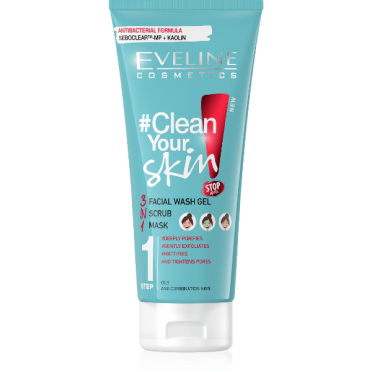 ANTIBACTERIAL FORMULA
SEBOCLEAR™-MP + KAOLIN
EVELINE
COSMETICS
NEW
#Clean
Your
skin!
STOP
3 FACIAL WASH GEL
IN SCRUB
1 MASK
#DEEPLY PURIFIES
#GENTLY EXFOLIATES
#MATTIFIES
AND TIGHTENS PORES
1
STEP
OILY
AND COMBINATION SKIN